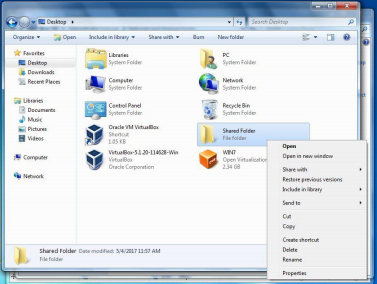 Desktop
Search Desktop
Organize Open Include in library Share with Burn New folder
Favorites
Desktop
Downloads
Recent Places
Libraries
Documents
Music
Pictures
Videos
Computer
Network
Libraries
System Folder
PC
System Folder
Computer
System Folder
Network
System Folder
Control Panel
System Folder
Recycle Bin
System Folder
Oracle VM VirtualBox
Shortcut
1.85 KB
Shared Folder
File folder
VirtualBox-5.1.20-114628-Win
VirtualBox
Oracle Corporation
WIN7
Open Virtualization
2.34 GB
Open
Open in new window
Share with
Restore previous versions
Include in library
Send to
Cut
Copy
Create shortcut
Delete
Rename
Properties
Shared Folder Date modified: 5/4/2017 11:57 AM
File folder